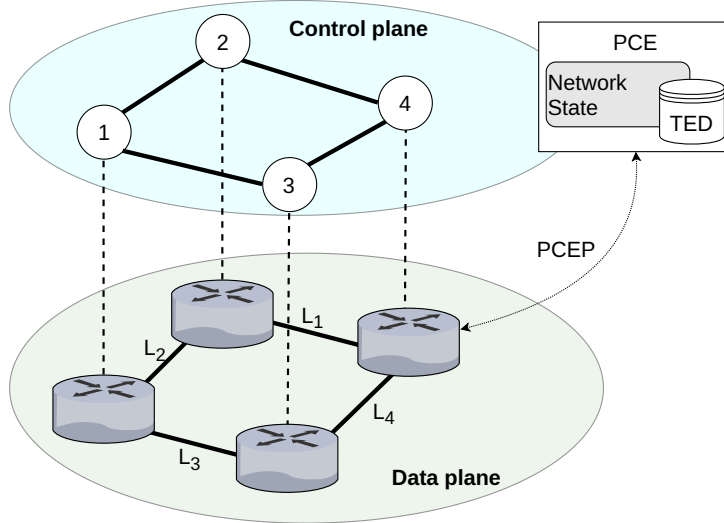 Control plane
PCE
Network
State
TED
2
4
1
3
PCEP
L1
L2
L4
L3
Data plane